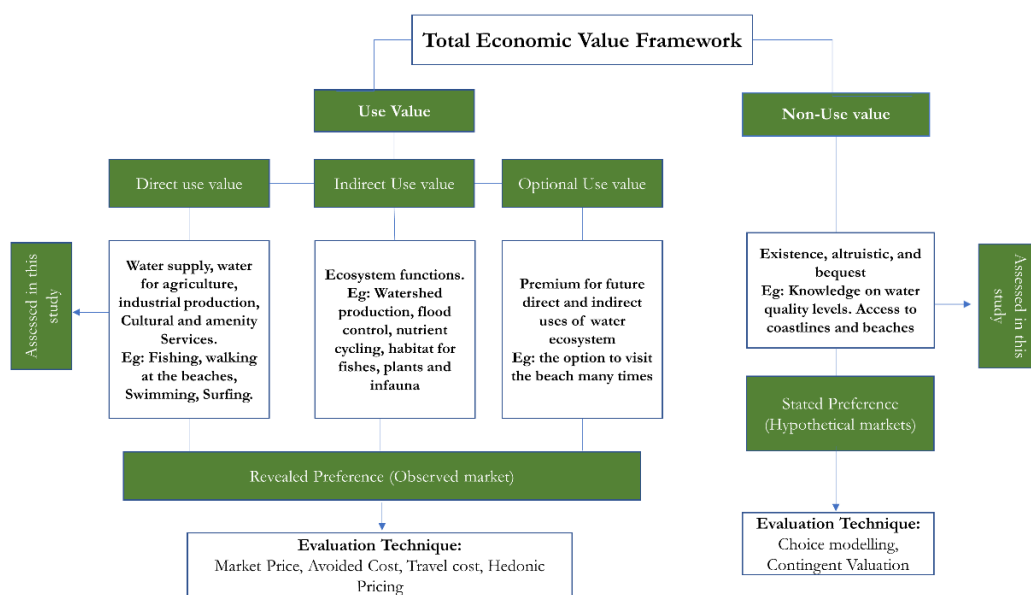 Total Economic Value Framework
Use Value
Non-Use value
Direct use value
Indirect Use value
Optional Use value
Assessed in this
study
Water supply, water
for agriculture,
industrial production,
Cultural and amenity
Services.
Eg: Fishing, walking
at the beaches,
Swimming, Surfing.
Ecosystem functions.
Eg: Watershed
production, flood
control, nutrient
cycling, habitat for
fishes, plants and
infauna
Premium for future
direct and indirect
uses of water
ecosystem
Eg: the option to visit
the beach many times
Existence, altruistic, and
bequest
Eg: Knowledge on water
quality levels. Access to
coastlines and beaches
Assessed in this
study
Stated Preference
(Hypothetical markets)
Revealed Preference (Observed market)
Evaluation Technique:
Market Price, Avoided Cost, Travel cost, Hedonic
Pricing
Evaluation Technique:
Choice modelling,
Contingent Valuation